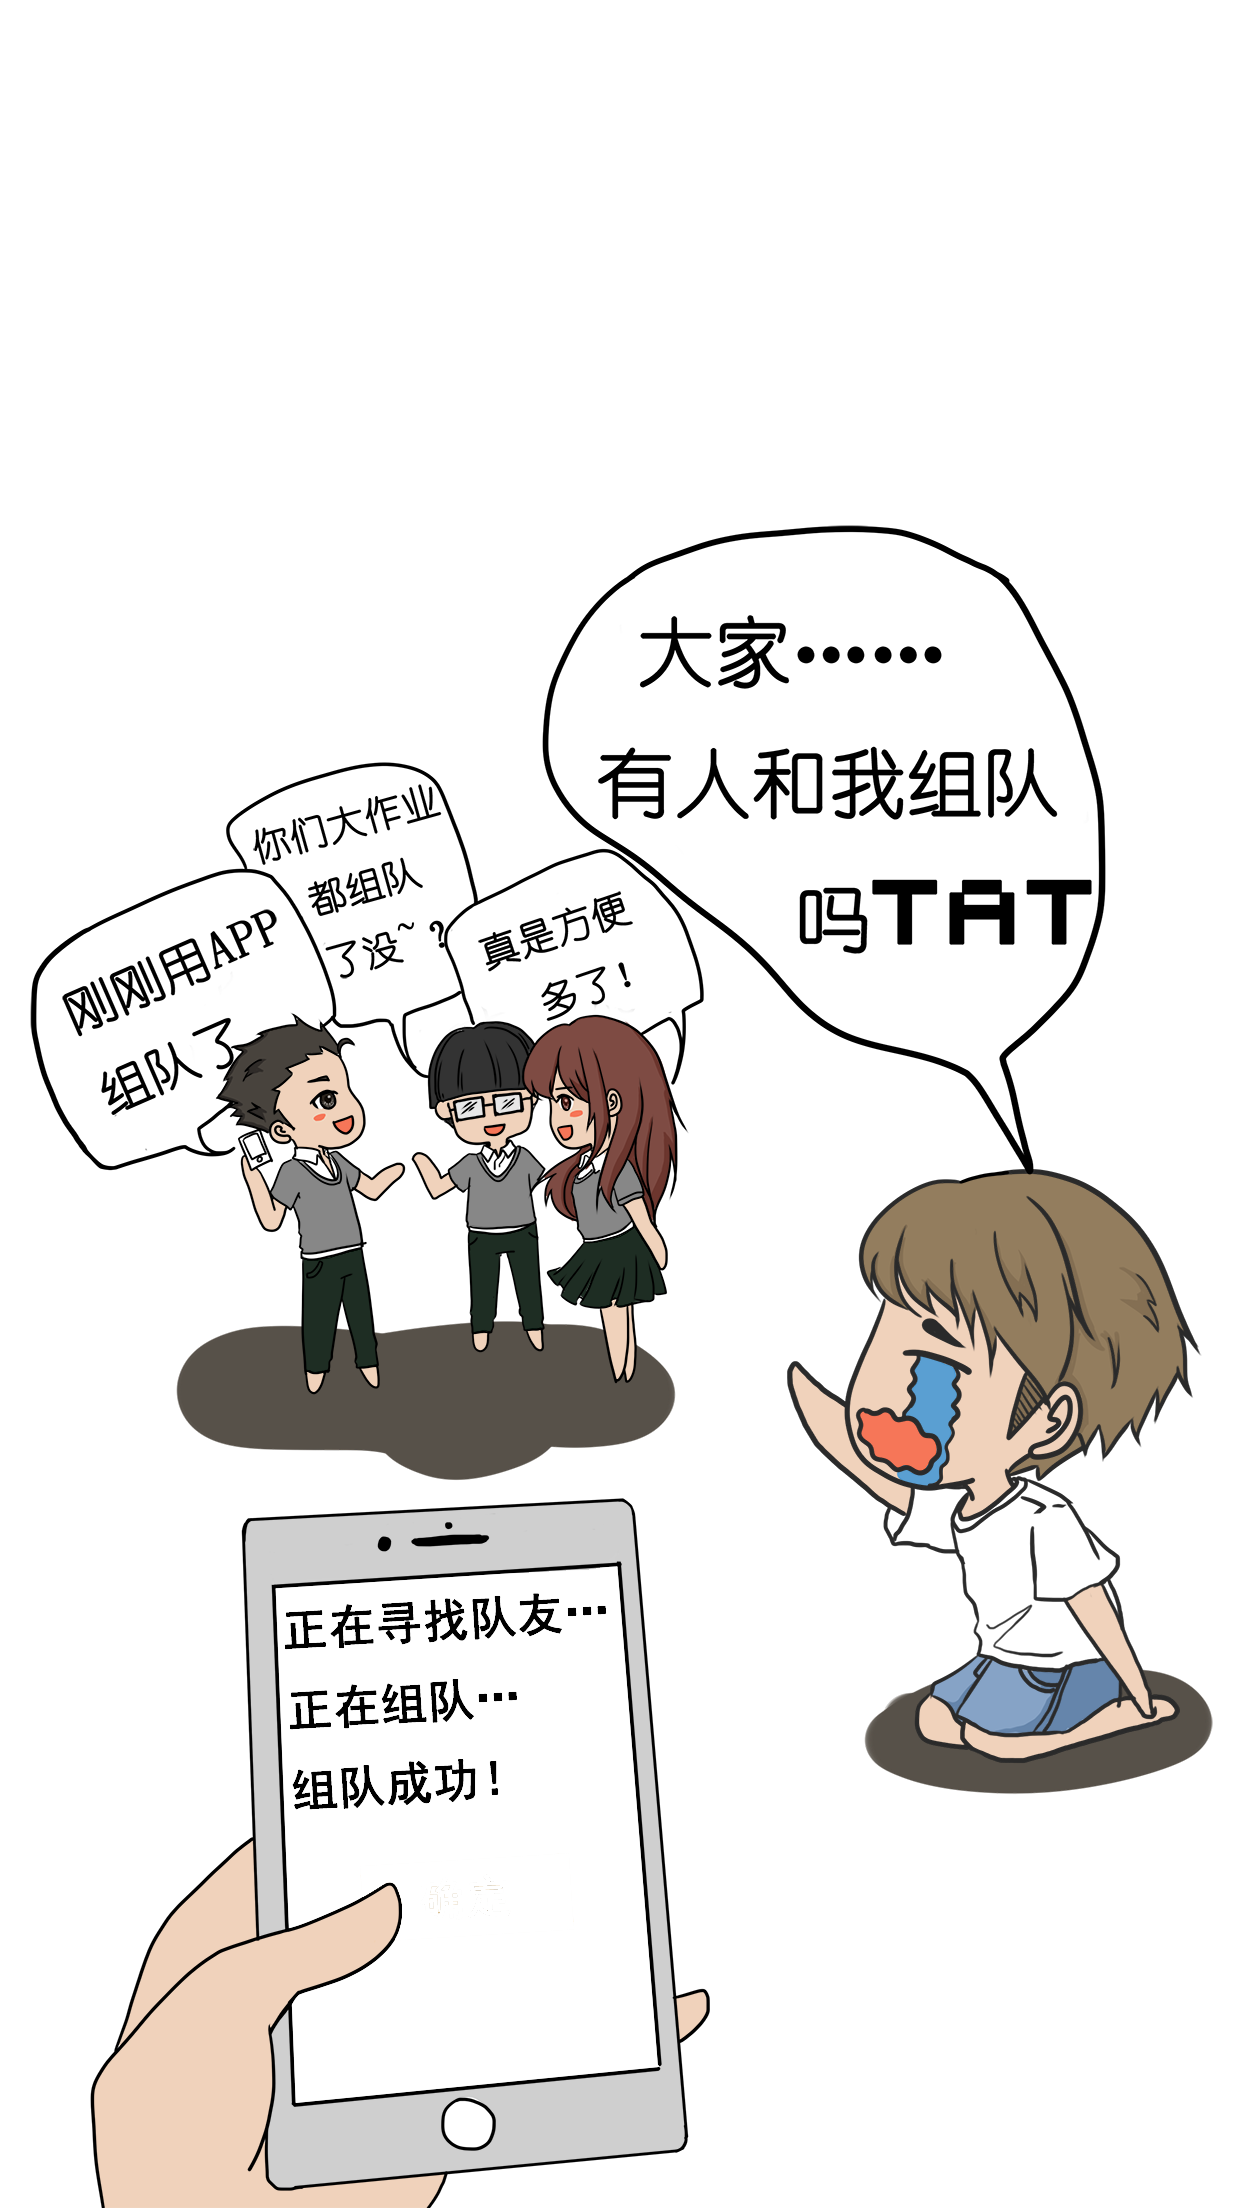 大家……
有人和我组队
吗TAT
你们大作业
都组队
了没~？
刚刚用APP
组队了
真是方便
多了！
正在寻找队友…
正在组队…
组队成功！